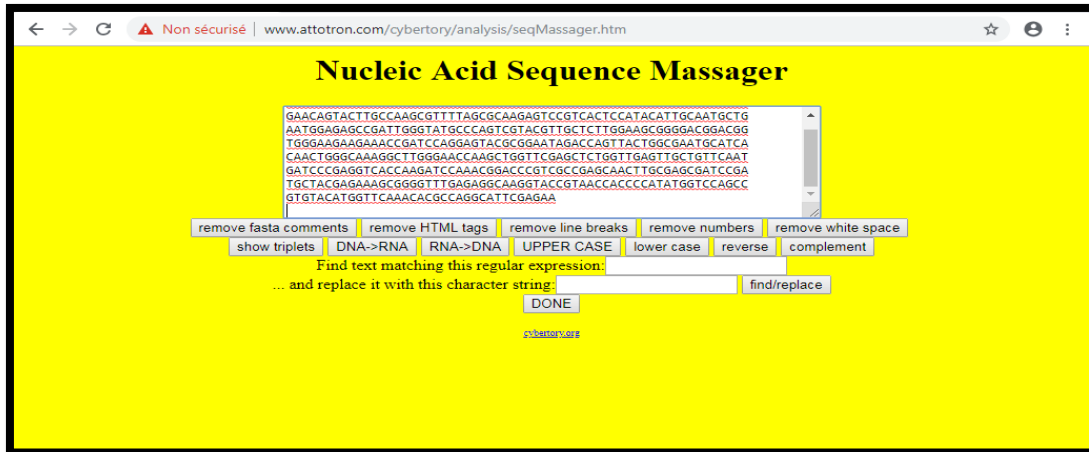 Non sécurisé | www.attotron.com/cybertory/analysis/seqMassager.htm
Nucleic Acid Sequence Massager
GAACAGTACTTGCCAAGCGTTTTAGCGCAAGAGTCCGTCACTCCATACATTGCAATGCTG
AATGGAGAGCCGATTGGGTATGCCCAGTCGTACGTTGCTCTTGGAAGCGGGGACGGACGG
TGGGAAGAAGAAACCGATCCAGGAGTACGCGGAATAGACCAGTTACTGGCGAATGCATCA
CAACTGGGCAAAGGCTTGGGAACCAAGCTGGTTCGAGCTCTGGTTGAGTTGCTGTTCAAT
GATCCCGAGGTCACCAAGATCCAAACGGACCCGTCGCCGAGCAACTTGCGAGCGATCCGA
TGCTACGAGAAAGCGGGGTTTGAGAGGCAAGGTACCGTAACCACCCCATATGGTCCAGCC
GTGTACATGGTTCAAACACGCCAGGCATTCGAGAA
remove fasta comments remove HTML tags remove line breaks remove numbers remove white space
show triplets DNA->RNA RNA->DNA UPPER CASE lower case reverse complement
Find text matching this regular expression:
... and replace it with this character string: find/replace
DONE
cybertory.org